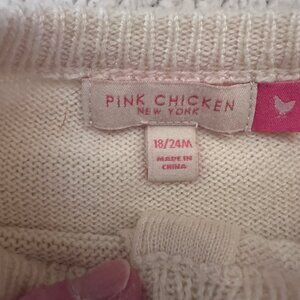 PINK CHICKEN
NEW YORK
18/24M
MADE IN
CHINA